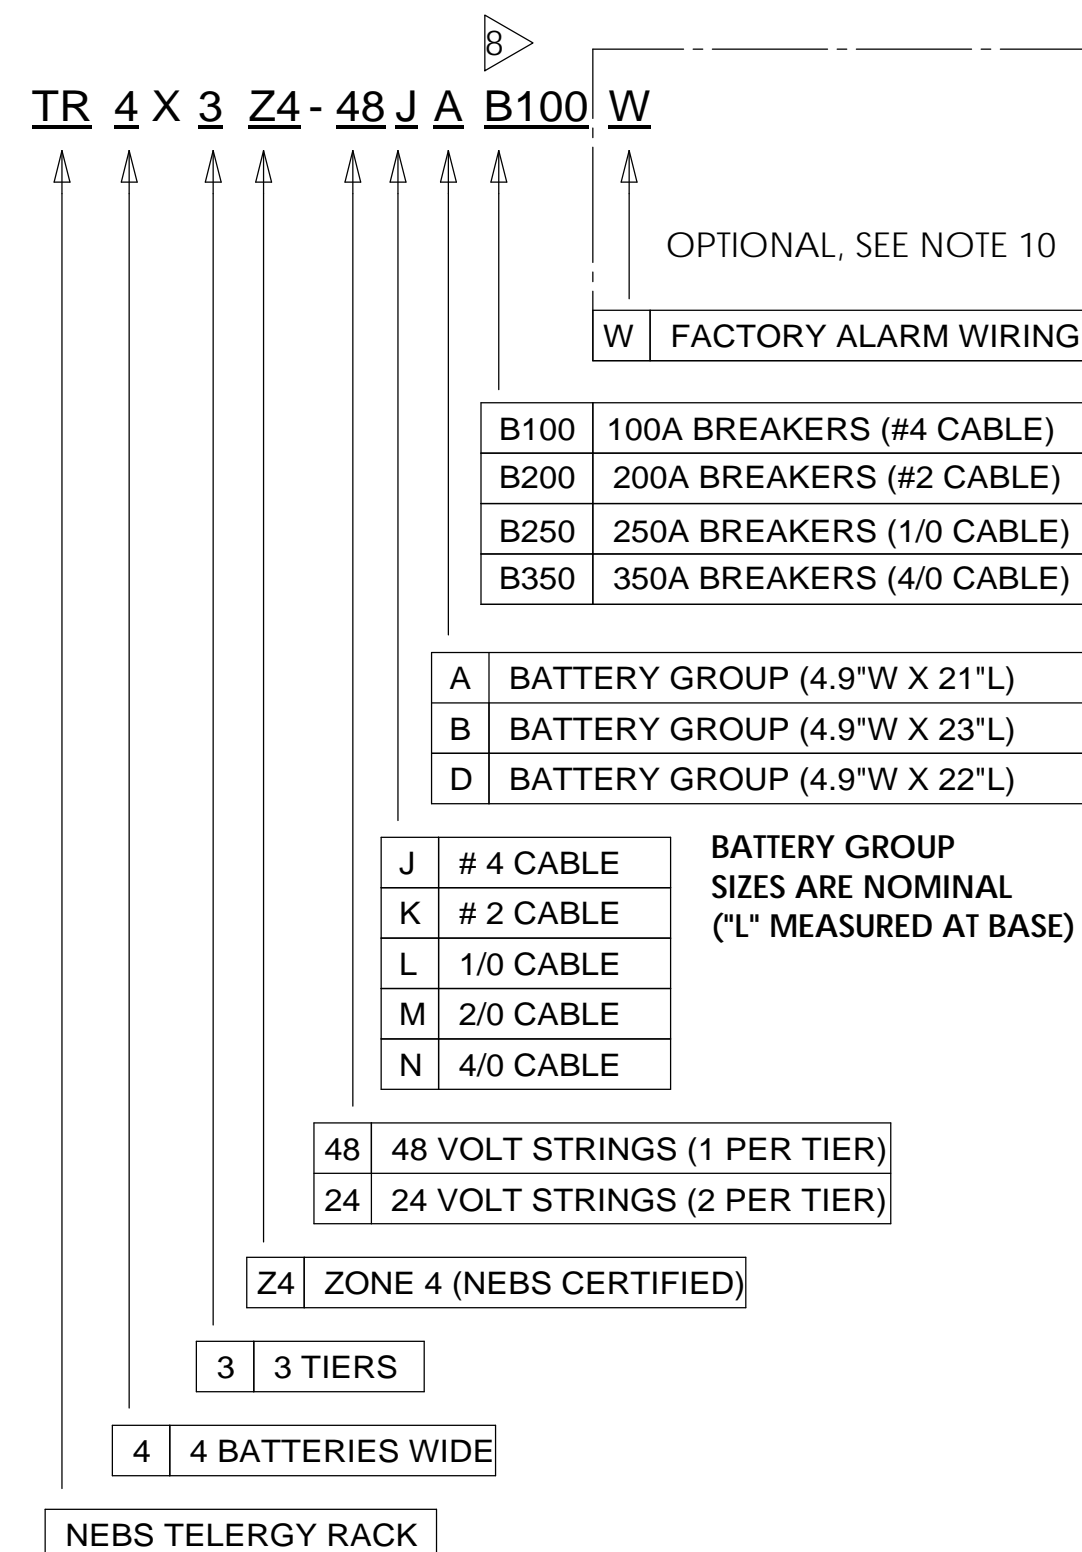 8
TR 4 X 3 Z4 - 48 J A B100 W
OPTIONAL, SEE NOTE 10
W FACTORY ALARM WIRING
B100 100A BREAKERS (#4 CABLE)
B200 200A BREAKERS (#2 CABLE)
B250 250A BREAKERS (1/0 CABLE)
B350 350A BREAKERS (4/0 CABLE)
A BATTERY GROUP (4.9"W X 21"L)
B BATTERY GROUP (4.9"W X 23"L)
D BATTERY GROUP (4.9"W X 22"L)
BATTERY GROUP
SIZES ARE NOMINAL
("L" MEASURED AT BASE)
J # 4 CABLE
K # 2 CABLE
L 1/0 CABLE
M 2/0 CABLE
N 4/0 CABLE
48 48 VOLT STRINGS (1 PER TIER)
24 24 VOLT STRINGS (2 PER TIER)
Z4 ZONE 4 (NEBS CERTIFIED)
3 3 TIERS
4 4 BATTERIES WIDE
NEBS TELERGY RACK